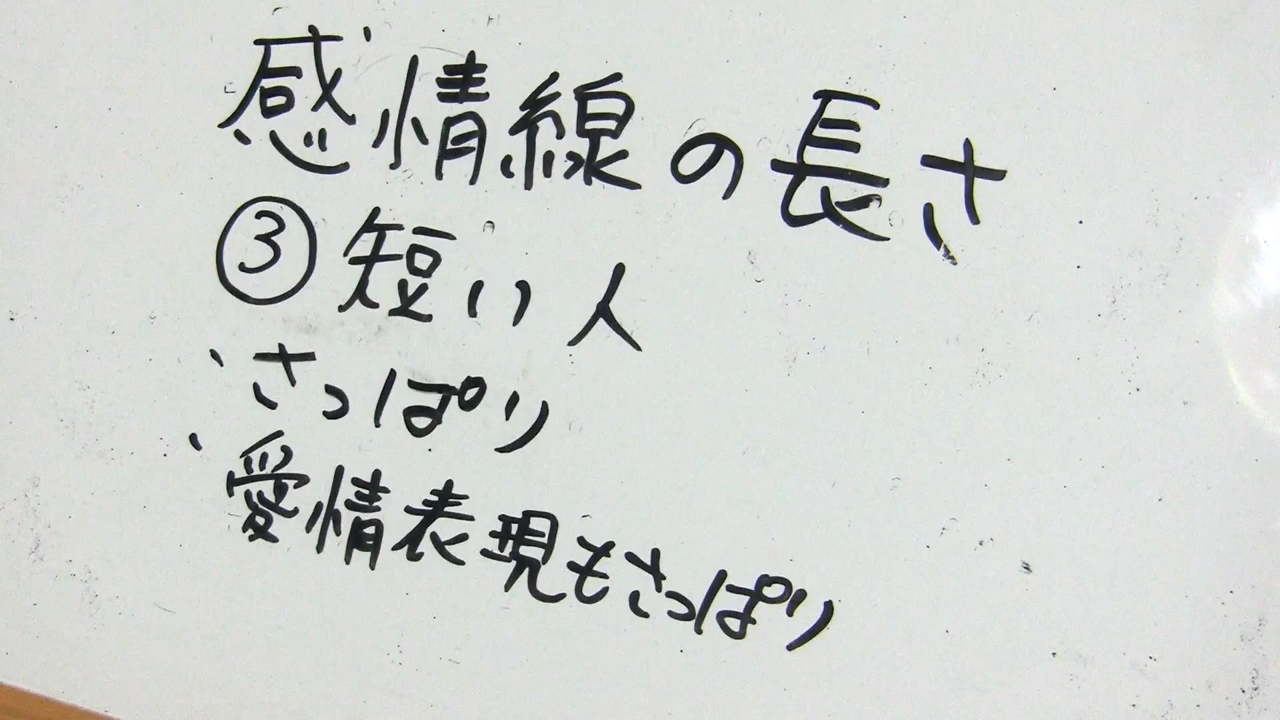 感情線の長さ
③短い人
、さっぱり
、愛情表現もさっぱり